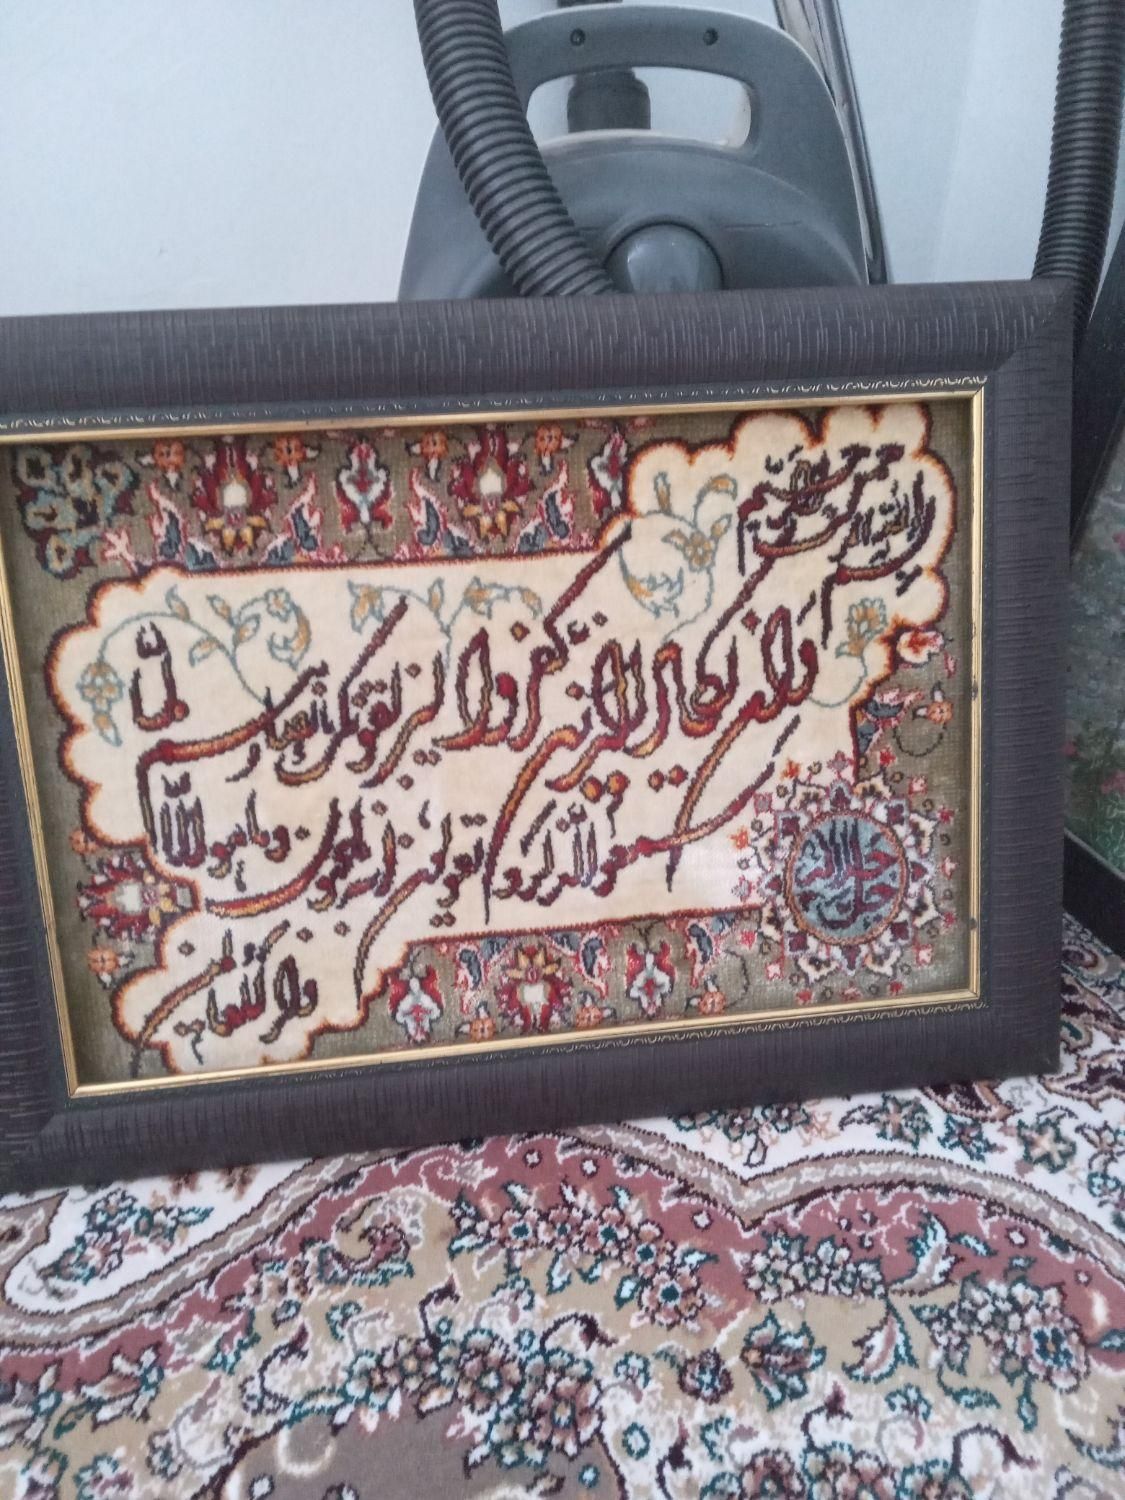 بسم الله الرحمن الرحیم
وان یکاد الذین کفروا لیزلقونک بابصارهم لما
سمعوا الذکر و یقولون انه لمجنون وما هو الا
ذکر للعالمین